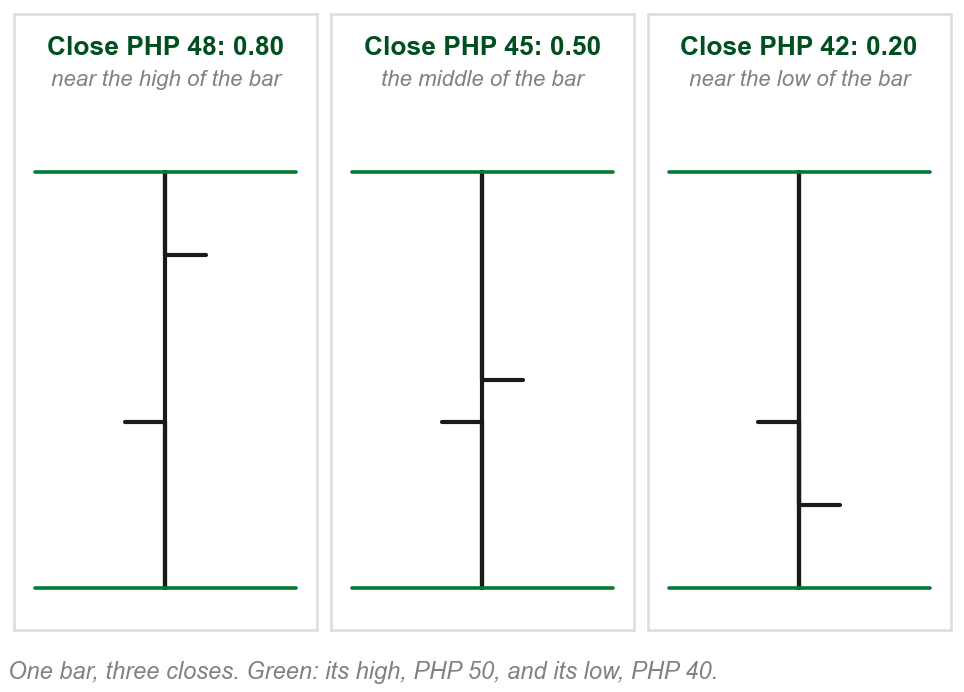 Close PHP 48: 0.80
near the high of the bar
Close PHP 45: 0.50
the middle of the bar
Close PHP 42: 0.20
near the low of the bar
One bar, three closes. Green: its high, PHP 50, and its low, PHP 40.